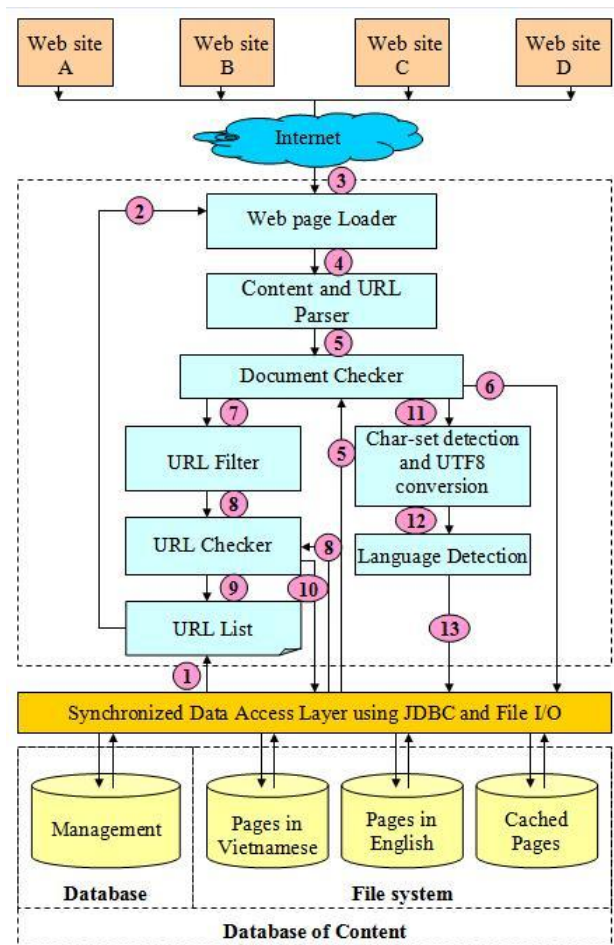 Web site
A
Web site
B
Web site
C
Web site
D
Internet
3
2
Web page Loader
4
Content and URL
Parser
5
Document Checker
6
7
11
URL Filter
5
Char-set detection
and UTF8
conversion
8
12
URL Checker
8
Language Detection
9
10
URL List
13
1
Synchronized Data Access Layer using JDBC and File I/O
Management
Pages in
Vietnamese
Pages in
English
Cached
Pages
Database
File system
Database of Content